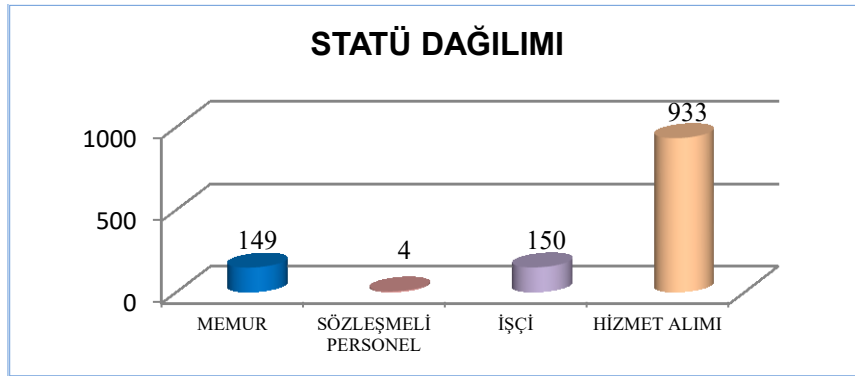 STATÜ DAĞILIMI
1000
500
0
149
4
150
933
MEMUR
SÖZLEŞMELİ
PERSONEL
İŞÇİ
HİZMET ALIMI